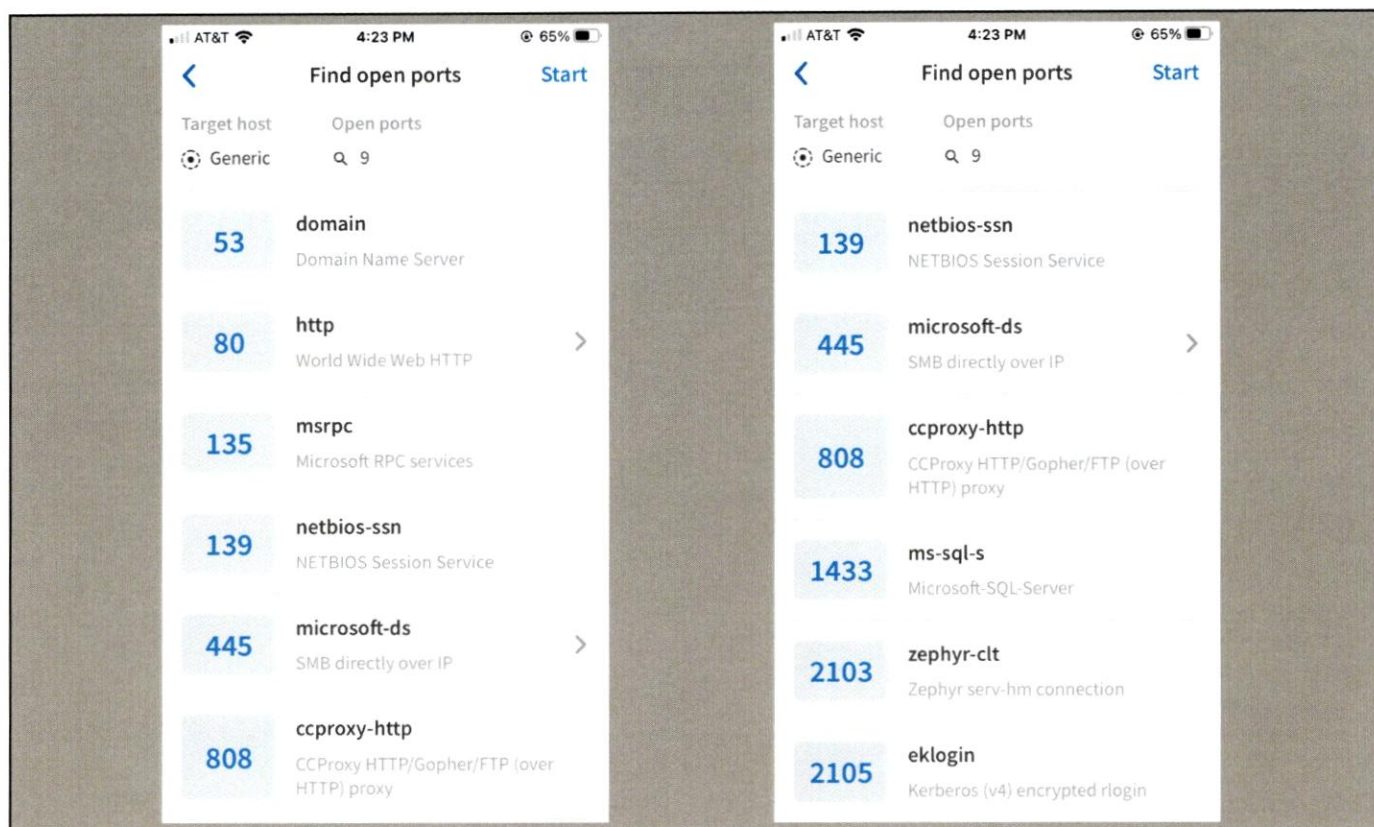 AT&T 4:23 PM 65%
Find open ports Start
Target host Open ports
Generic 9
53 domain
Domain Name Server
80 http
World Wide Web HTTP
135 msrpc
Microsoft RPC services
139 netbios-ssn
NETBIOS Session Service
445 microsoft-ds
SMB directly over IP
808 ccproxy-http
CCProxy HTTP/Gopher/FTP (over
HTTP) proxy
AT&T 4:23 PM 65%
Find open ports Start
Target host Open ports
Generic 9
139 netbios-ssn
NETBIOS Session Service
445 microsoft-ds
SMB directly over IP
808 ccproxy-http
CCProxy HTTP/Gopher/FTP (over
HTTP) proxy
1433 ms-sql-s
Microsoft-SQL-Server
2103 zephyr-clt
Zephyr serv-hm connection
2105 eklogin
Kerberos (v4) encrypted rlogin